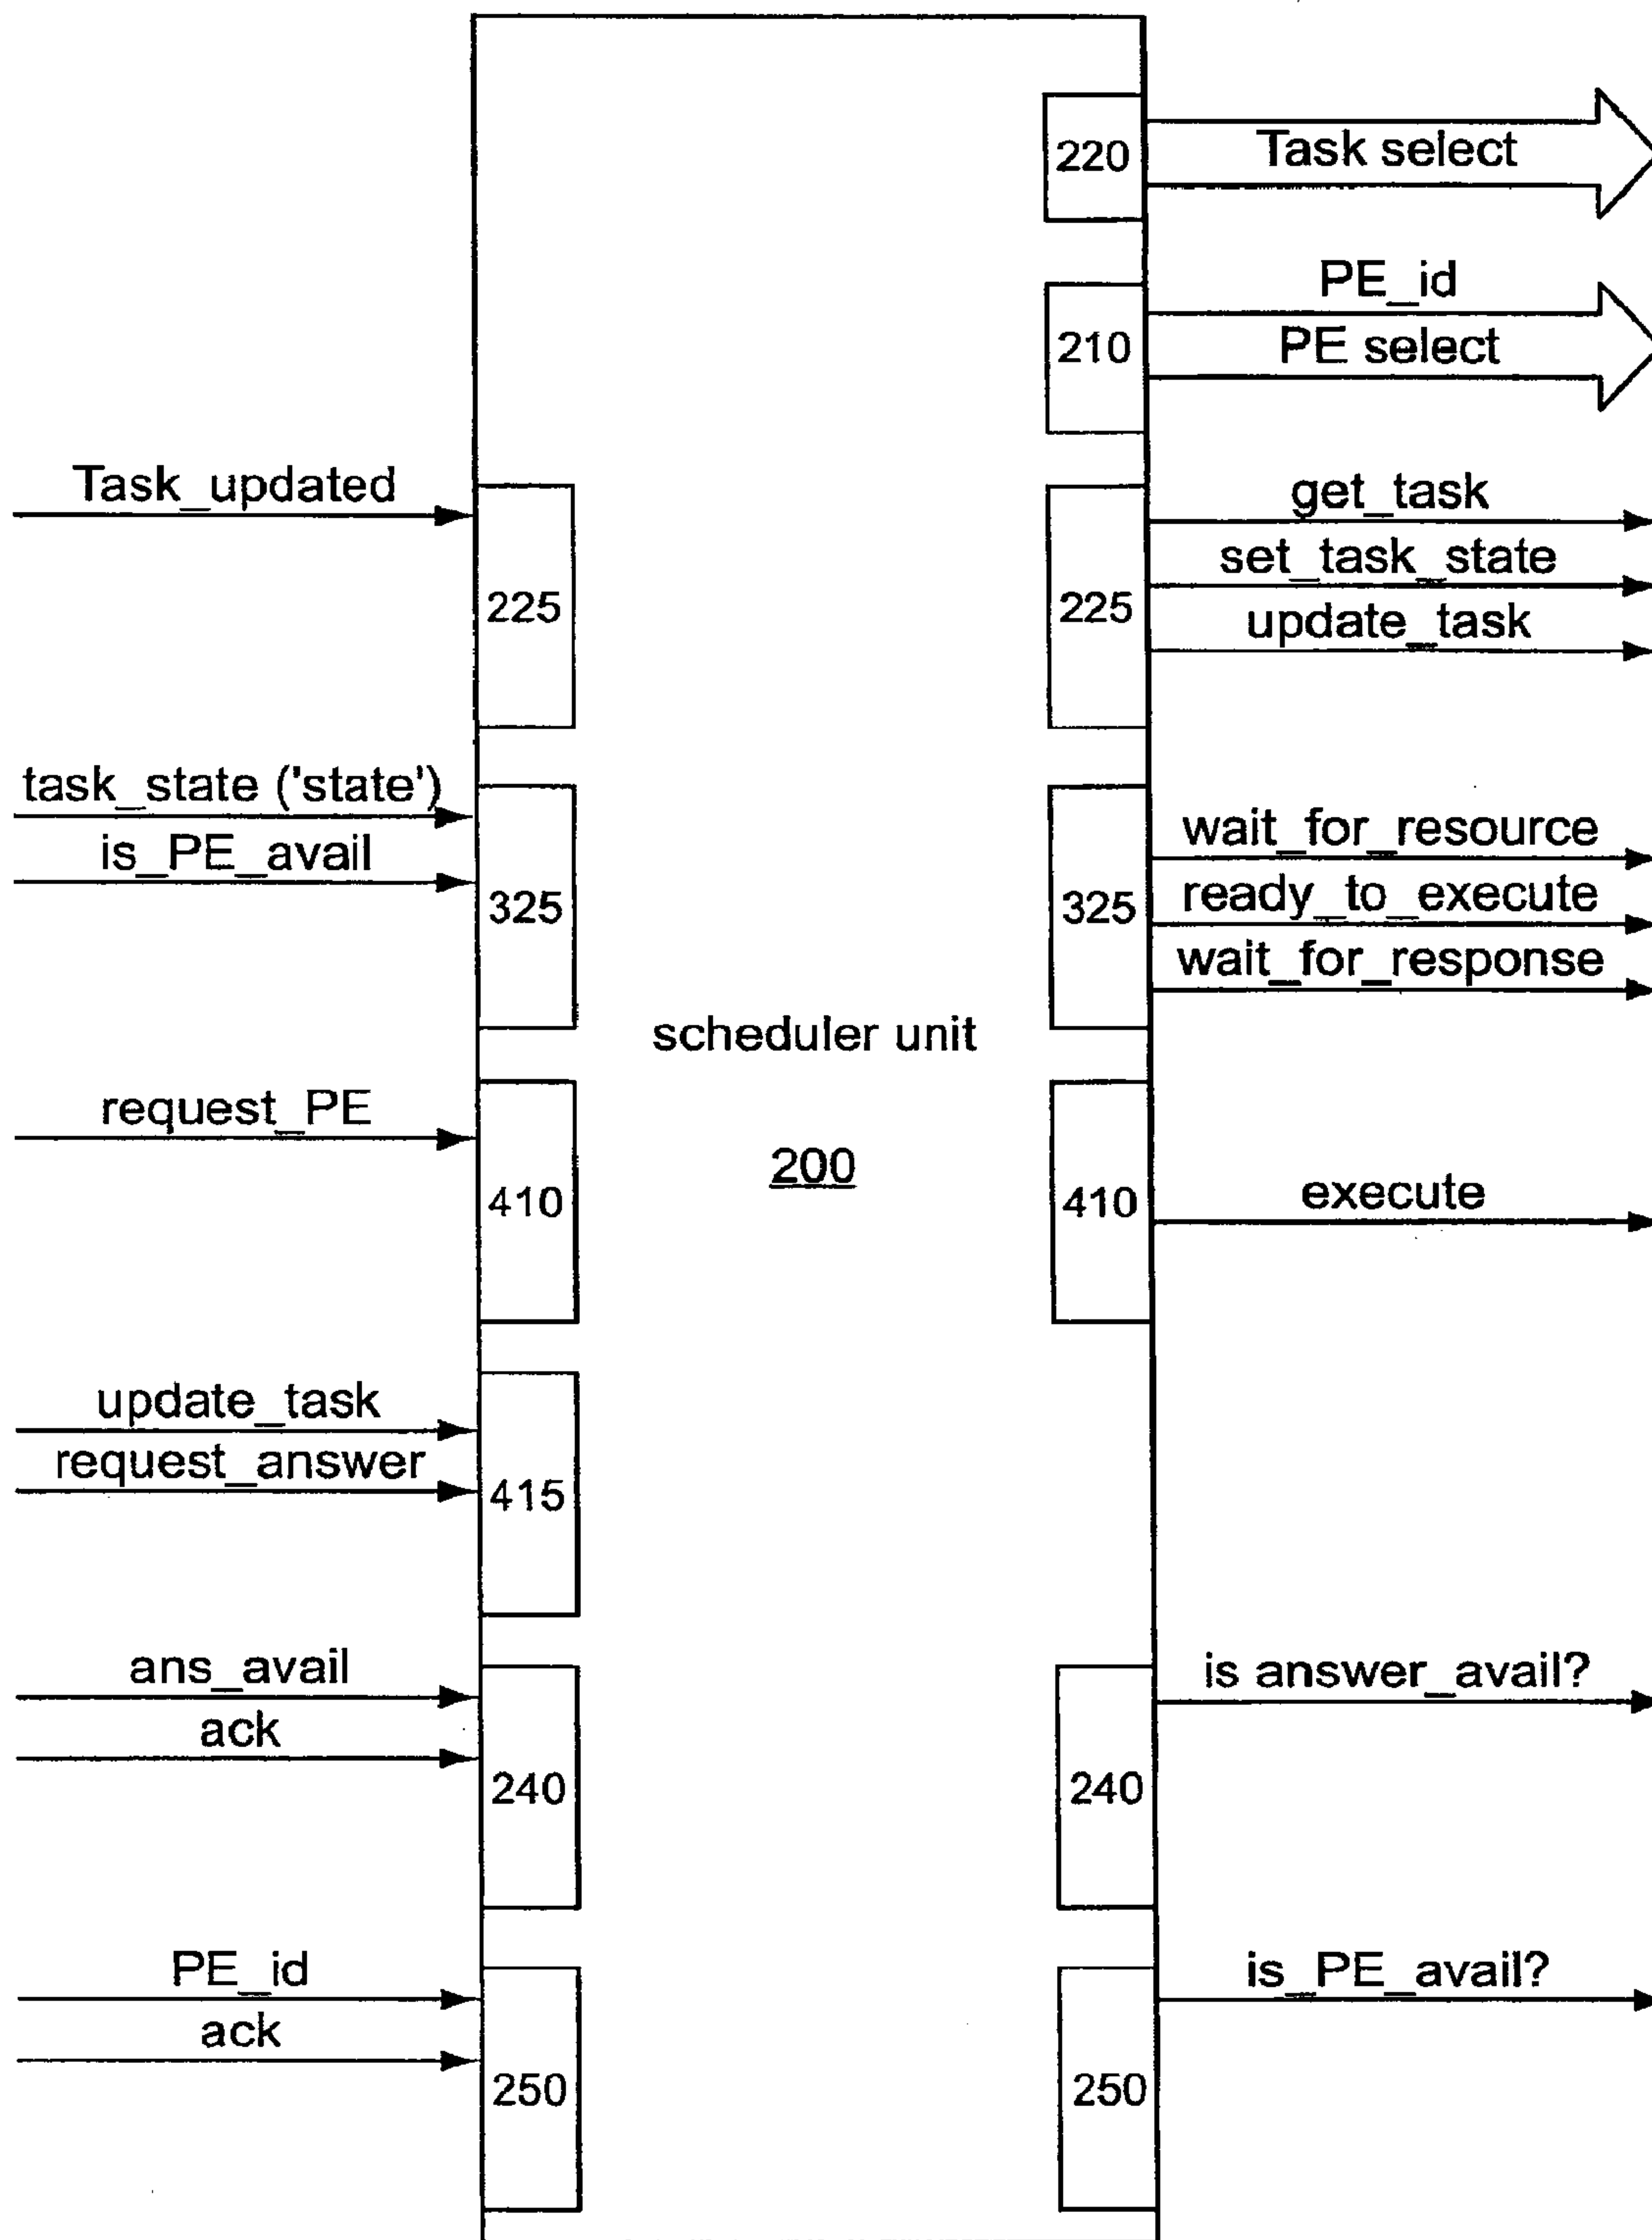 220
Task select
PE_id
210
PE select
Task_updated
get_task
set_task_state
225
225
update_task
task_state ('state')
wait_for_resource
is_PE_avail
ready_to_execute
325
325
wait_for_response
scheduler unit
request_PE
200
410
410
execute
update_task
request_answer
415
ans_avail
is answer_avail?
ack
240
240
PE_id
is_PE_avail?
ack
250
250